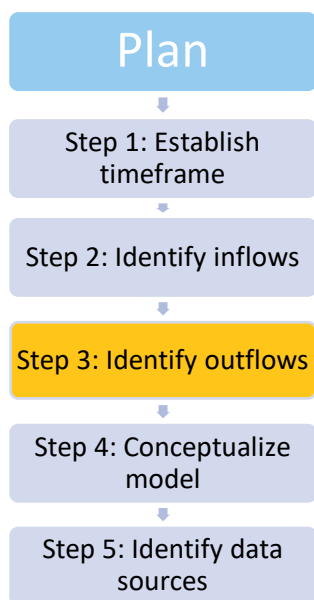 Plan
Step 1: Establish
timeframe
Step 2: Identify inflows
Step 3: Identify outflows
Step 4: Conceptualize
model
Step 5: Identify data
sources